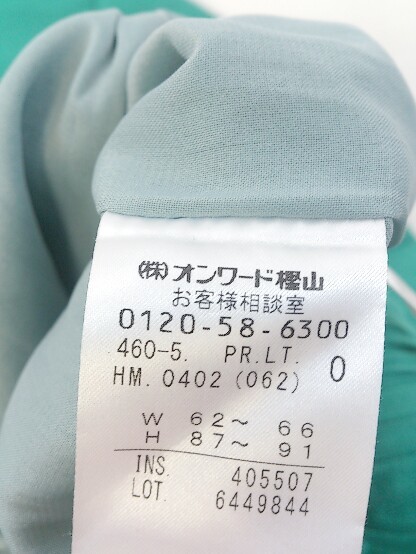 (株)オンワード樫山
お客様相談室
0120-58-6300
460-5. PR.LT. 0
HM. 0402 (062)
W 62〜 66
H 87〜 91
INS. 405507
LOT. 6449844